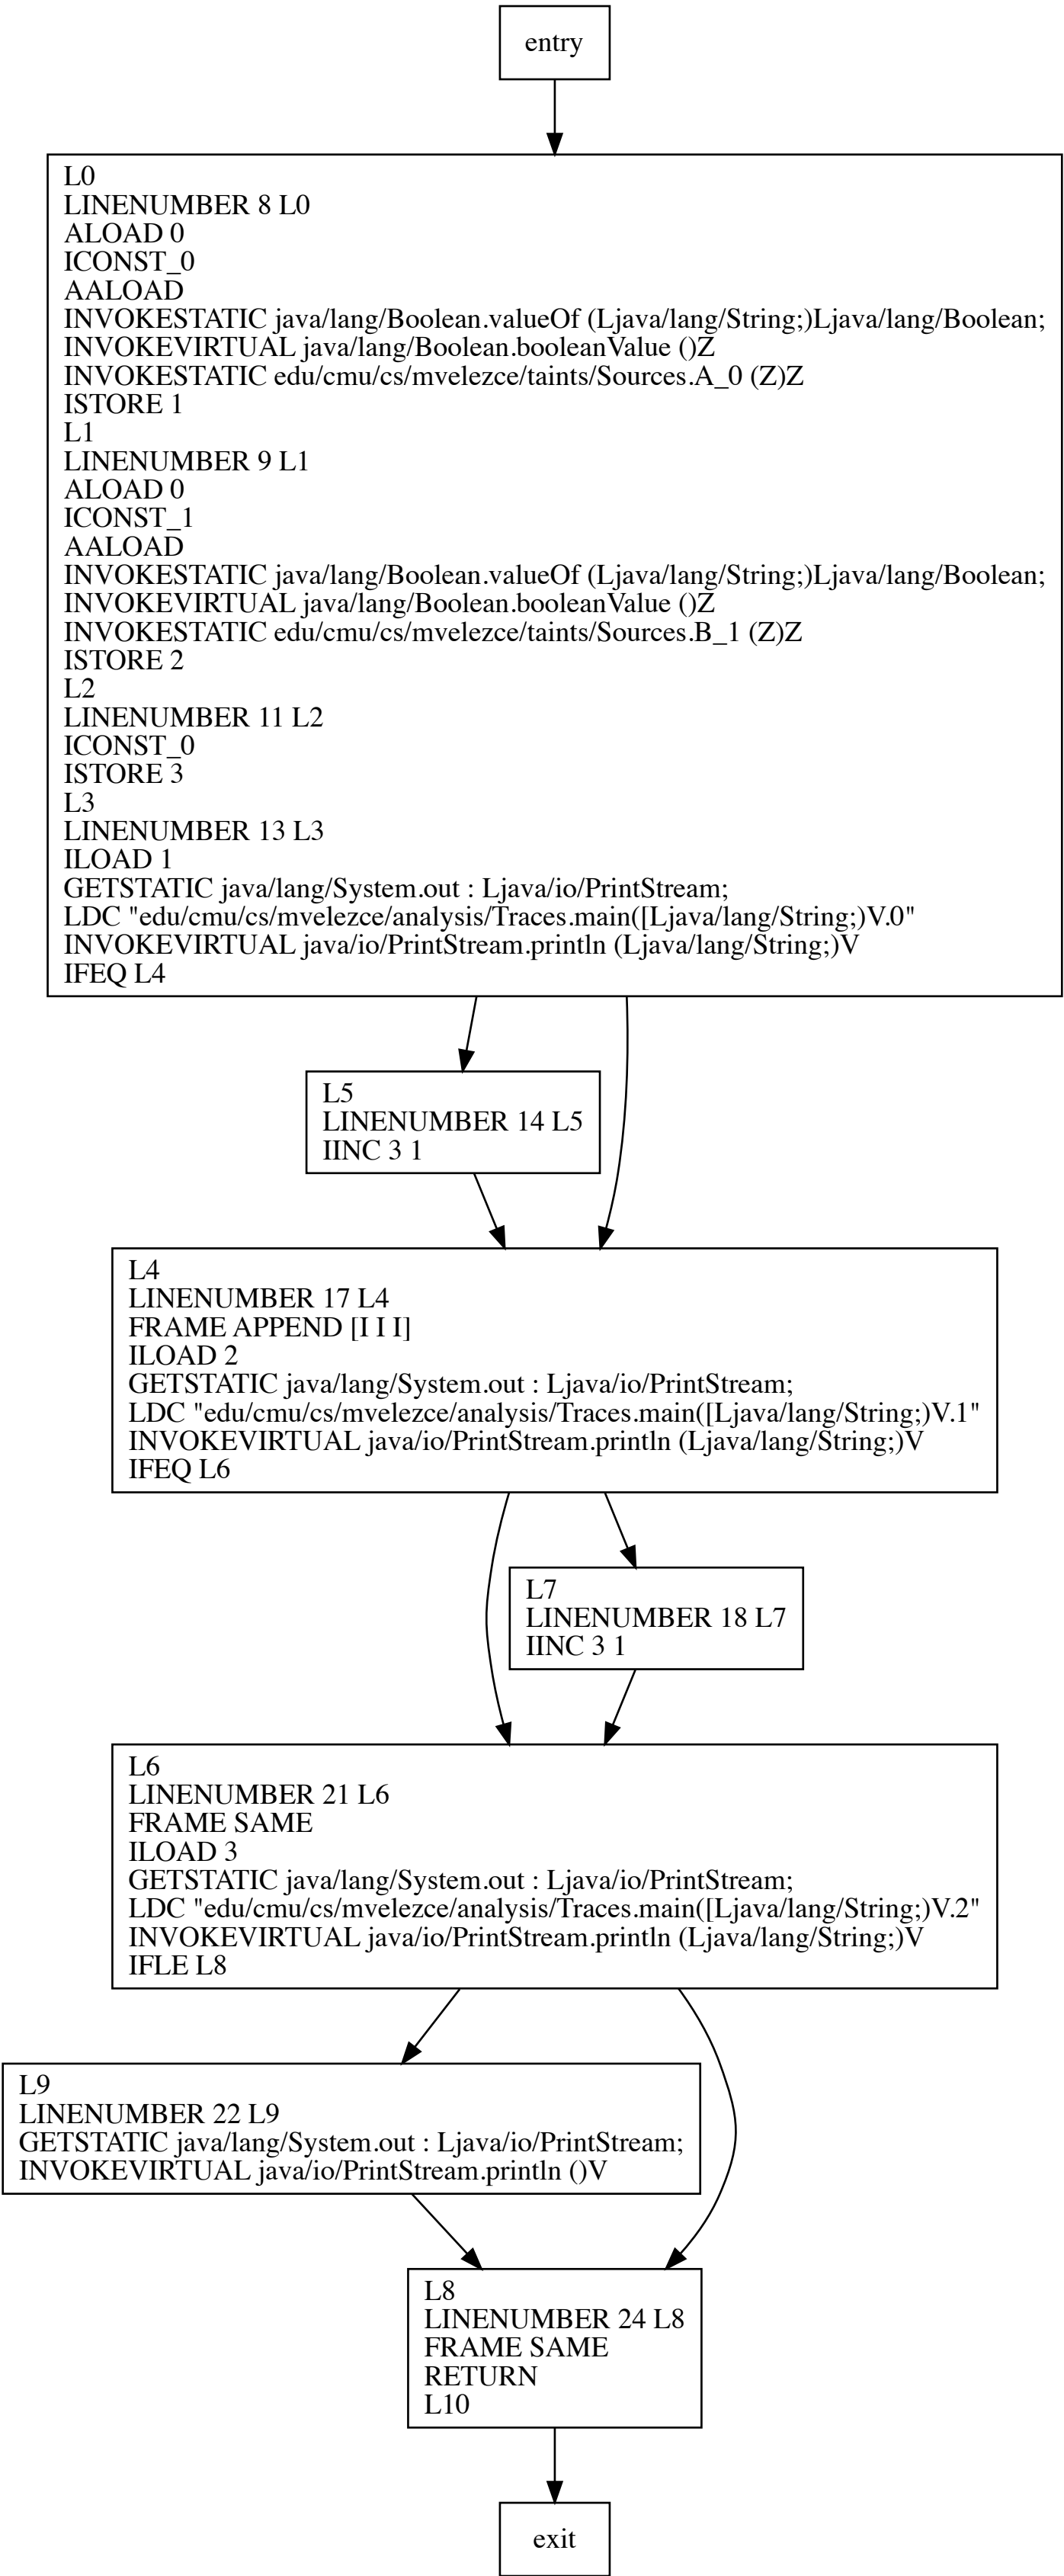 entry
L0
LINENUMBER 8 L0
ALOAD 0
ICONST_0
AALOAD
INVOKESTATIC java/lang/Boolean.valueOf (Ljava/lang/String;)Ljava/lang/Boolean;
INVOKEVIRTUAL java/lang/Boolean.booleanValue ()Z
INVOKESTATIC edu/cmu/cs/mvelezce/taints/Sources.A_0 (Z)Z
ISTORE 1
L1
LINENUMBER 9 L1
ALOAD 0
ICONST_1
AALOAD
INVOKESTATIC java/lang/Boolean.valueOf (Ljava/lang/String;)Ljava/lang/Boolean;
INVOKEVIRTUAL java/lang/Boolean.booleanValue ()Z
INVOKESTATIC edu/cmu/cs/mvelezce/taints/Sources.B_1 (Z)Z
ISTORE 2
L2
LINENUMBER 11 L2
ICONST_0
ISTORE 3
L3
LINENUMBER 13 L3
ILOAD 1
GETSTATIC java/lang/System.out : Ljava/io/PrintStream;
LDC "edu/cmu/cs/mvelezce/analysis/Traces.main([Ljava/lang/String;)V.0"
INVOKEVIRTUAL java/io/PrintStream.println (Ljava/lang/String;)V
IFEQ L4
L5
LINENUMBER 14 L5
IINC 3 1
L4
LINENUMBER 17 L4
FRAME APPEND [I I I]
ILOAD 2
GETSTATIC java/lang/System.out : Ljava/io/PrintStream;
LDC "edu/cmu/cs/mvelezce/analysis/Traces.main([Ljava/lang/String;)V.1"
INVOKEVIRTUAL java/io/PrintStream.println (Ljava/lang/String;)V
IFEQ L6
L7
LINENUMBER 18 L7
IINC 3 1
L6
LINENUMBER 21 L6
FRAME SAME
ILOAD 3
GETSTATIC java/lang/System.out : Ljava/io/PrintStream;
LDC "edu/cmu/cs/mvelezce/analysis/Traces.main([Ljava/lang/String;)V.2"
INVOKEVIRTUAL java/io/PrintStream.println (Ljava/lang/String;)V
IFLE L8
L9
LINENUMBER 22 L9
GETSTATIC java/lang/System.out : Ljava/io/PrintStream;
INVOKEVIRTUAL java/io/PrintStream.println ()V
L8
LINENUMBER 24 L8
FRAME SAME
RETURN
L10
exit